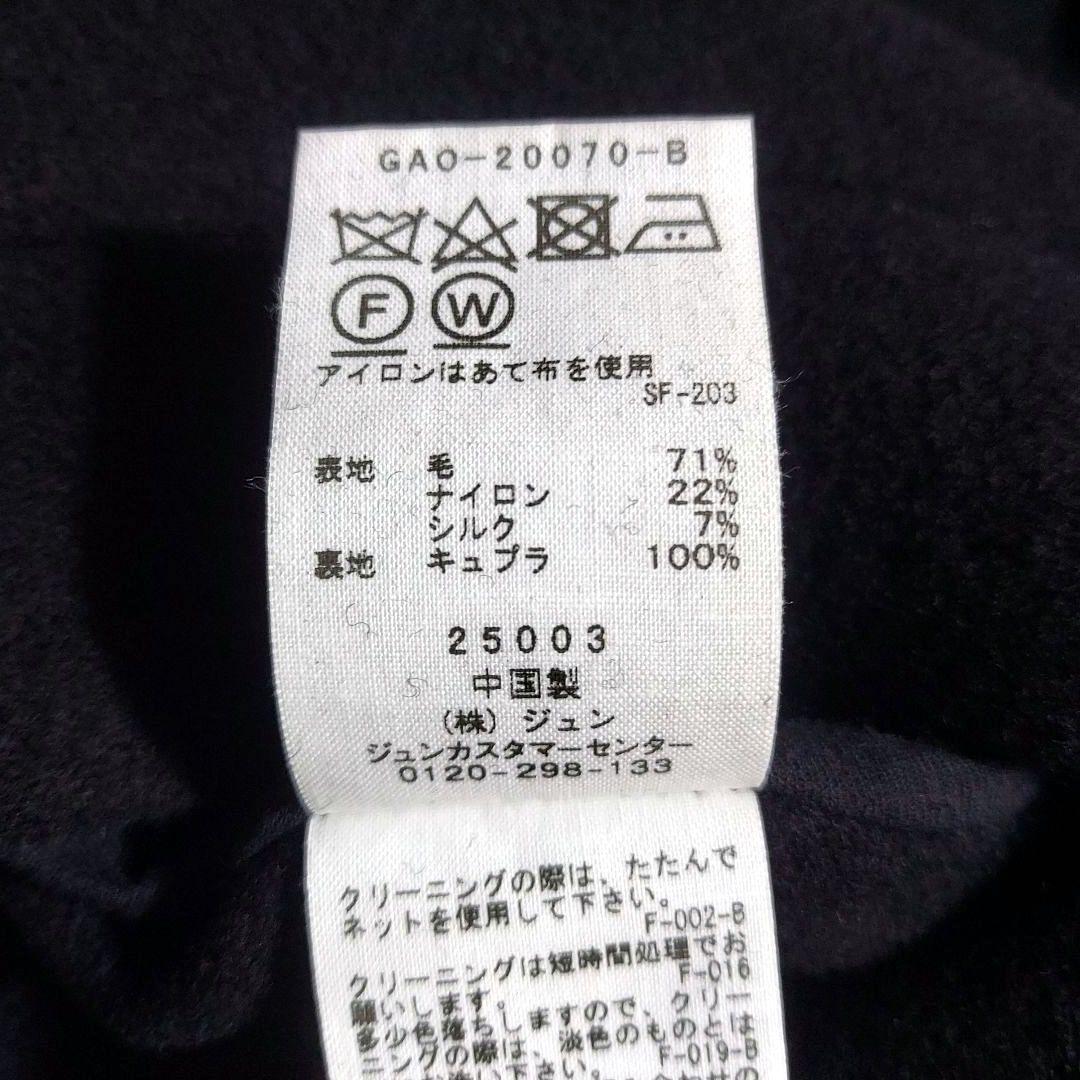 GAO-20070-B
F W
アイロンはあて布を使用
SF-203
表地 毛 71%
ナイロン 22%
シルク 7%
裏地 キュプラ 100%
25003
中国製
(株) ジュン
ジュンカスタマーセンター
0120-298-133
クリーニングの際は、たたんで
ネットを使用して下さい。
F-002-B
クリーニングは短時間処理でお
願いします。
F-016
多少色落ちしますので、クリー
ニングの際は、淡色のものとは
F-019-B